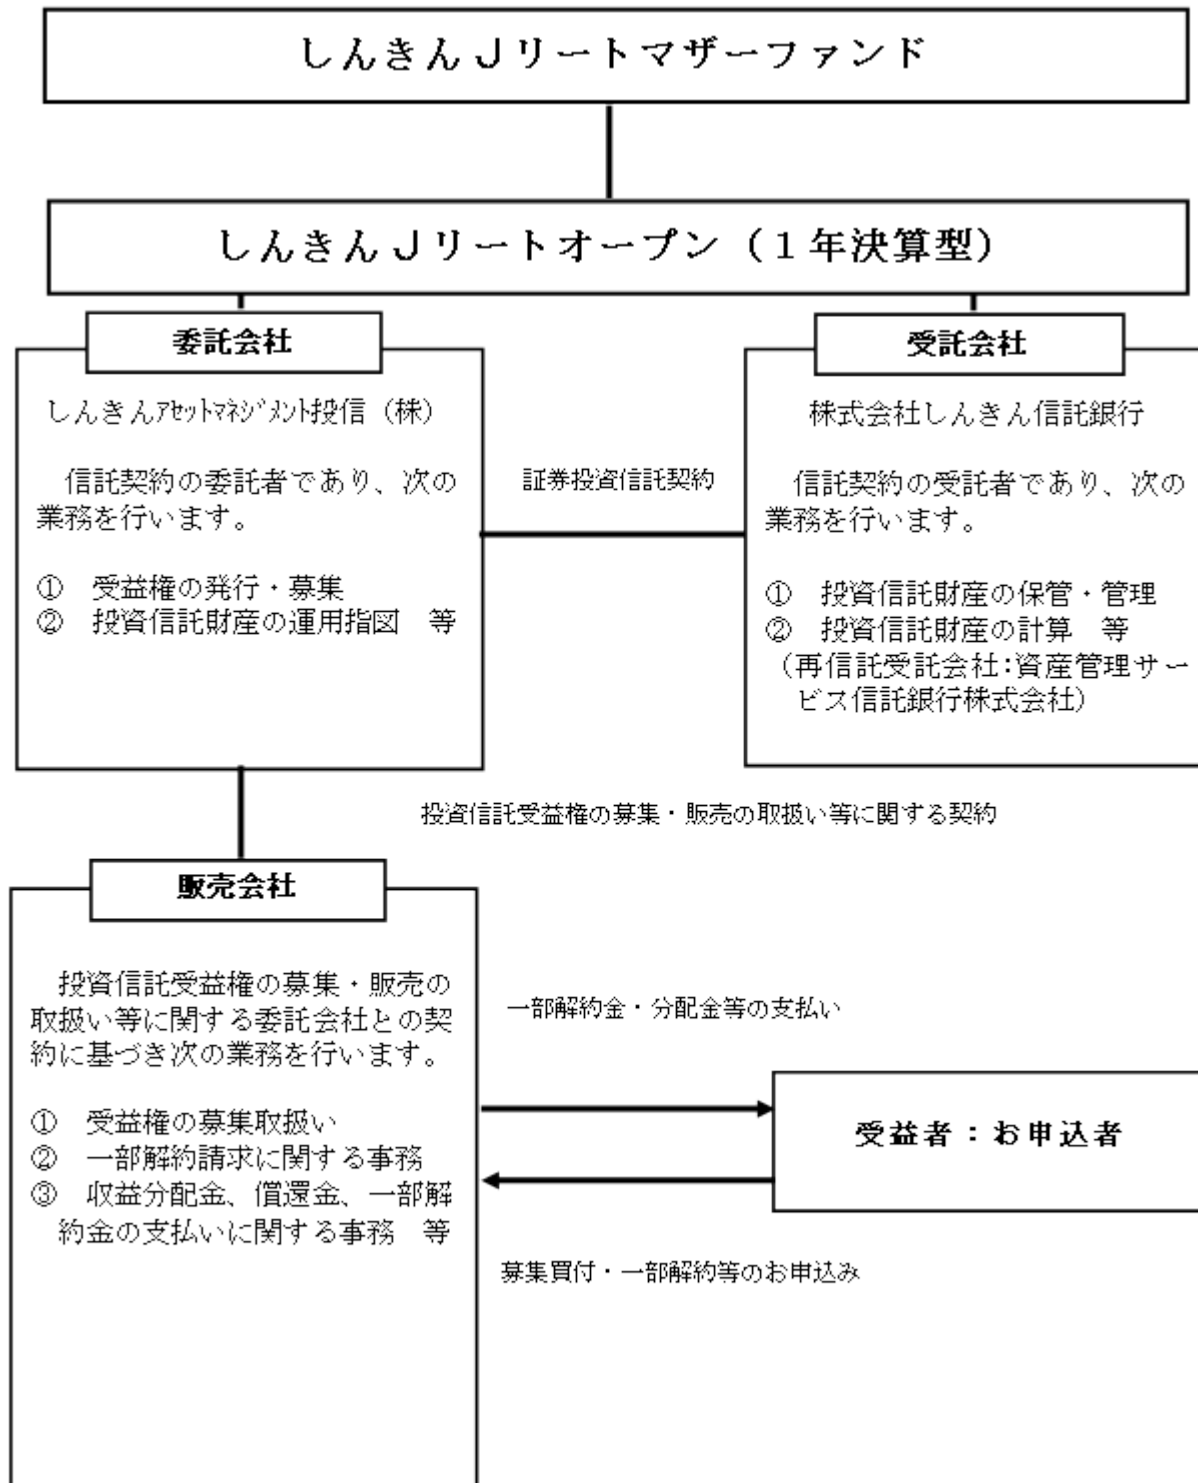 しんきんＪリートマザーファンド
しんきんＪリートオープン（１年決算型）
委託会社
しんきんｱｾｯﾄﾏﾈｼﾞﾒﾝﾄ投信（株）
信託契約の委託者であり、次の
業務を行います。
① 受益権の発行・募集
② 投資信託財産の運用指図　等
証券投資信託契約
受託会社
株式会社しんきん信託銀行
信託契約の受託者であり、次の
業務を行います。
① 投資信託財産の保管・管理
② 投資信託財産の計算　等
（再信託受託会社：資産管理サー
ビス信託銀行株式会社）
投資信託受益権の募集・販売の取扱い等に関する契約
販売会社
投資信託受益権の募集・販売の
取扱い等に関する委託会社との契
約に基づき次の業務を行います。
① 受益権の募集取扱い
② 一部解約請求に関する事務
③ 収益分配金、償還金、一部解
約金の支払いに関する事務　等
一部解約金・分配金等の支払い
受益者：お申込者
募集買付・一部解約等のお申込み